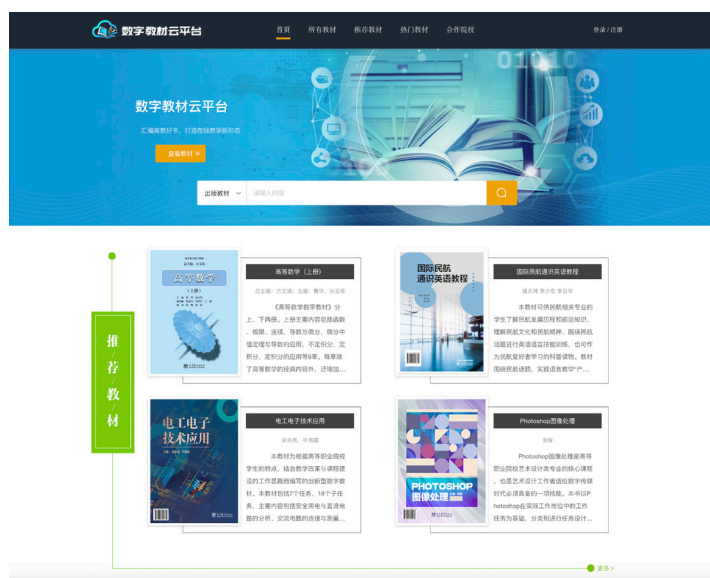 数字教材云平台
首页 所有教材 推荐教材 热门教材 合作院校 登录 / 注册
010010
数字教材云平台
汇编高教好书，打造在线教学新形态
查看教材
出版教材
请输入内容
推荐教材
高等数学
（上册）
高等数学（上册）
《高等数学数字教材》分
上、下两册。上册主要内容包括函数
、极限、连续、导数与微分、微分中
值定理与导数的应用、不定积分、定
积分、定积分的应用等6章。每章除
了高等数学的经典内容外，还增加...
国际民航
通识英语教程
国际民航通识英语教程
本教材可供民航相关专业的
学生了解民航发展历程和前沿知识、
理解民航文化和民航精神、围绕民航
话题进行英语语言技能训练，也可作
为民航爱好者学习的科普读物。教材
围绕民航话题，实践语言教学“产...
电工电子
技术应用
电工电子技术应用
本教材为根据高等职业院校
学生的特点，结合教学改革与课程建
设的工作思路而编写的创新型数字教
材。本教材包括7个任务、18个子任
务，主要内容包括安全用电与直流电
路的分析、交流电路的连接与测量...
PHOTOSHOP
图像处理
Photoshop图像处理
Photoshop图像处理是高等
职业院校艺术设计类专业的核心课程
，也是艺术设计工作者适应数字传媒
时代必须具备的一项技能。本书以P
hotoshop在实际工作岗位中的工作
任务为基础，分类别进行任务设计...
更多>